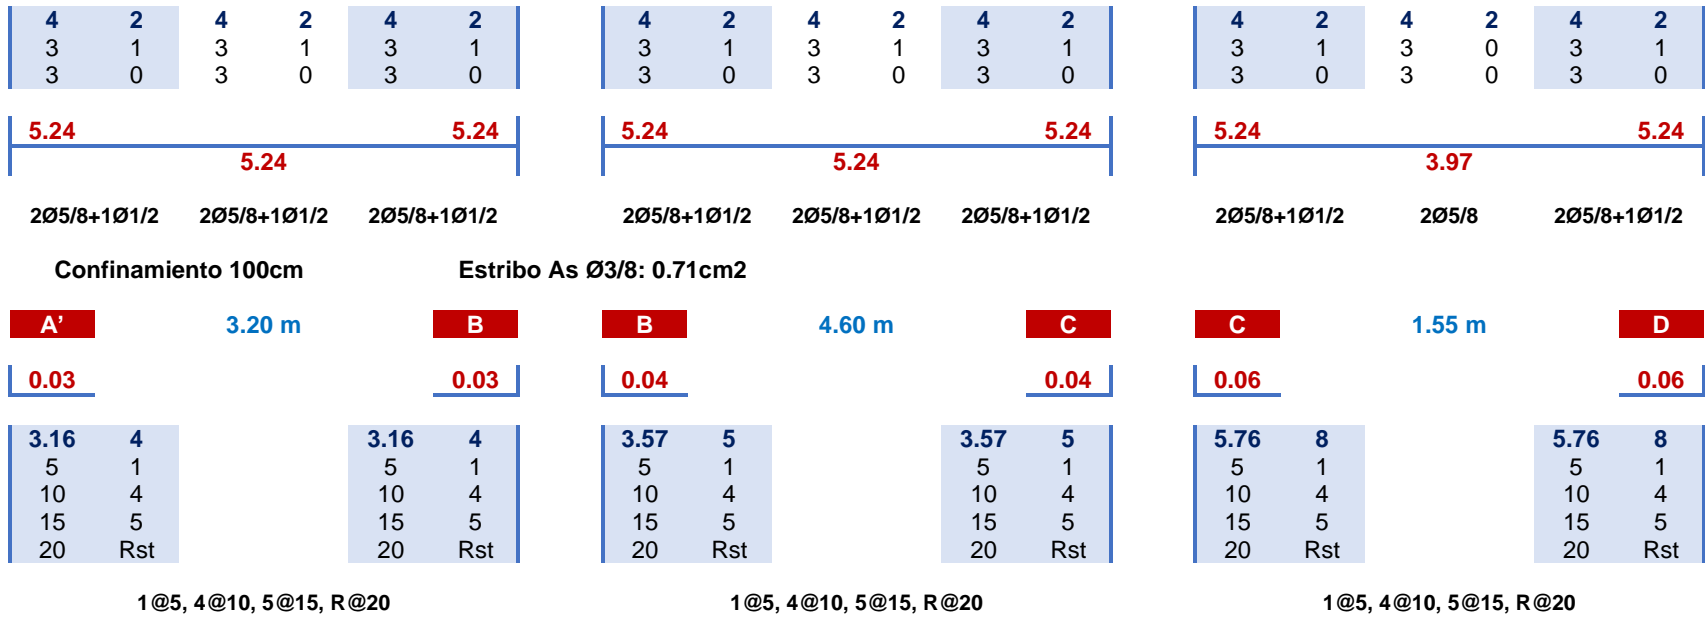 4 2 4 2 4 2 4 2 4 2 4 2 4 2 4 2 4 2
3 1 3 1 3 1 3 1 3 1 3 1 3 1 3 0 3 1
3 0 3 0 3 0 3 0 3 0 3 0 3 0 3 0 3 0
5.24 5.24 5.24 5.24 5.24 5.24
5.24 5.24 3.97
2Ø5/8+1Ø1/2 2Ø5/8+1Ø1/2 2Ø5/8+1Ø1/2 2Ø5/8+1Ø1/2 2Ø5/8+1Ø1/2 2Ø5/8+1Ø1/2 2Ø5/8+1Ø1/2 2Ø5/8 2Ø5/8+1Ø1/2
Confinamiento 100cm Estribo As Ø3/8: 0.71cm2
A’ 3.20 m B B 4.60 m C C 1.55 m D
0.03 0.03 0.04 0.04 0.06 0.06
3.16 4 3.16 4 3.57 5 3.57 5 5.76 8 5.76 8
5 1 5 1 5 1 5 1 5 1 5 1
10 4 10 4 10 4 10 4 10 4 10 4
15 5 15 5 15 5 15 5 15 5 15 5
20 Rst 20 Rst 20 Rst 20 Rst 20 Rst 20 Rst
1@5, 4@10, 5@15, R@20 1@5, 4@10, 5@15, R@20 1@5, 4@10, 5@15, R@20